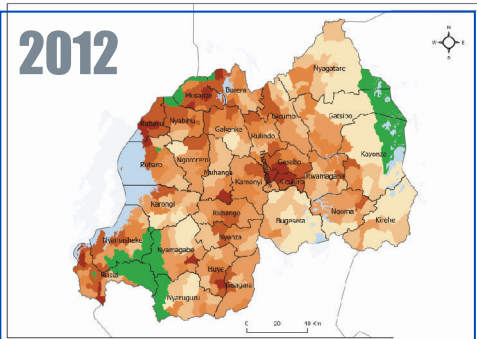 2012
N
W E
S
Nyagatare
Burera
Musanze
Gicumbi
Gatsibo
Rubavu
Nyabihu
Gakenke
Rulindo
Kayonza
Gasabo
Rutsiro
Ngororero
Muhanga
Kamonyi
Kicukiro
Rwamagana
Karongi
Ruhango
Bugesera
Ngoma
Kirehe
Nyamasheke
Nyamagabe
Nyanza
Rusizi
Huye
Gisagara
Nyaruguru
0 20 40 Km